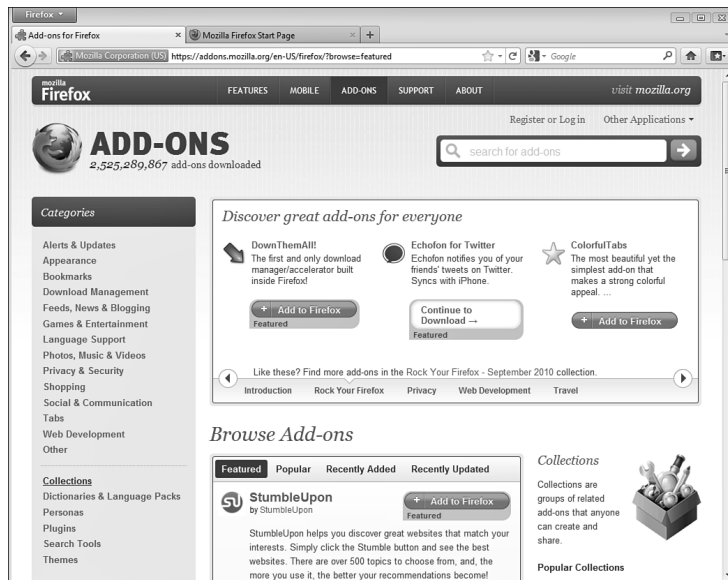 Firefox
Add-ons for Firefox
Mozilla Firefox Start Page
Mozilla Corporation (US)
https://addons.mozilla.org/en-US/firefox/?browse=featured
Google
mozilla
Firefox
FEATURES
MOBILE
ADD-ONS
SUPPORT
ABOUT
visit mozilla.org
Register or Log in
Other Applications
ADD-ONS
2,525,289,867 add-ons downloaded
search for add-ons
Categories
Alerts & Updates
Appearance
Bookmarks
Download Management
Feeds, News & Blogging
Games & Entertainment
Language Support
Photos, Music & Videos
Privacy & Security
Shopping
Social & Communication
Tabs
Web Development
Other
Collections
Dictionaries & Language Packs
Personas
Plugins
Search Tools
Themes
Discover great add-ons for everyone
DownThemAll!
The first and only download
manager/accelerator built
inside Firefox!
+ Add to Firefox
Featured
Echofon for Twitter
Echofon notifies you of your
friends' tweets on Twitter.
Syncs with iPhone.
Continue to
Download →
Featured
ColorfulTabs
The most beautiful yet the
simplest add-on that
makes a strong colorful
appeal. ...
+ Add to Firefox
Like these? Find more add-ons in the Rock Your Firefox - September 2010 collection.
Introduction
Rock Your Firefox
Privacy
Web Development
Travel
Browse Add-ons
Featured
Popular
Recently Added
Recently Updated
StumbleUpon
by StumbleUpon
+ Add to Firefox
Featured
StumbleUpon helps you discover great websites that match your
interests. Simply click the Stumble button and see the best
websites. There are over 500 topics to choose from, and, the
more you use it, the better your recommendations become!
Collections
Collections are
groups of related
add-ons that anyone
can create and
share.
Popular Collections